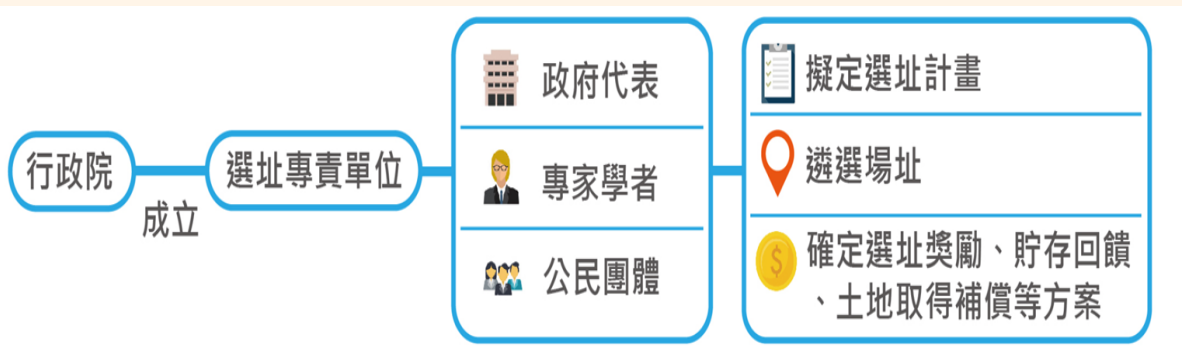 行政院
成立
選址專責單位
政府代表
專家學者
公民團體
擬定選址計畫
遴選場址
確定選址獎勵、貯存回饋
、土地取得補償等方案